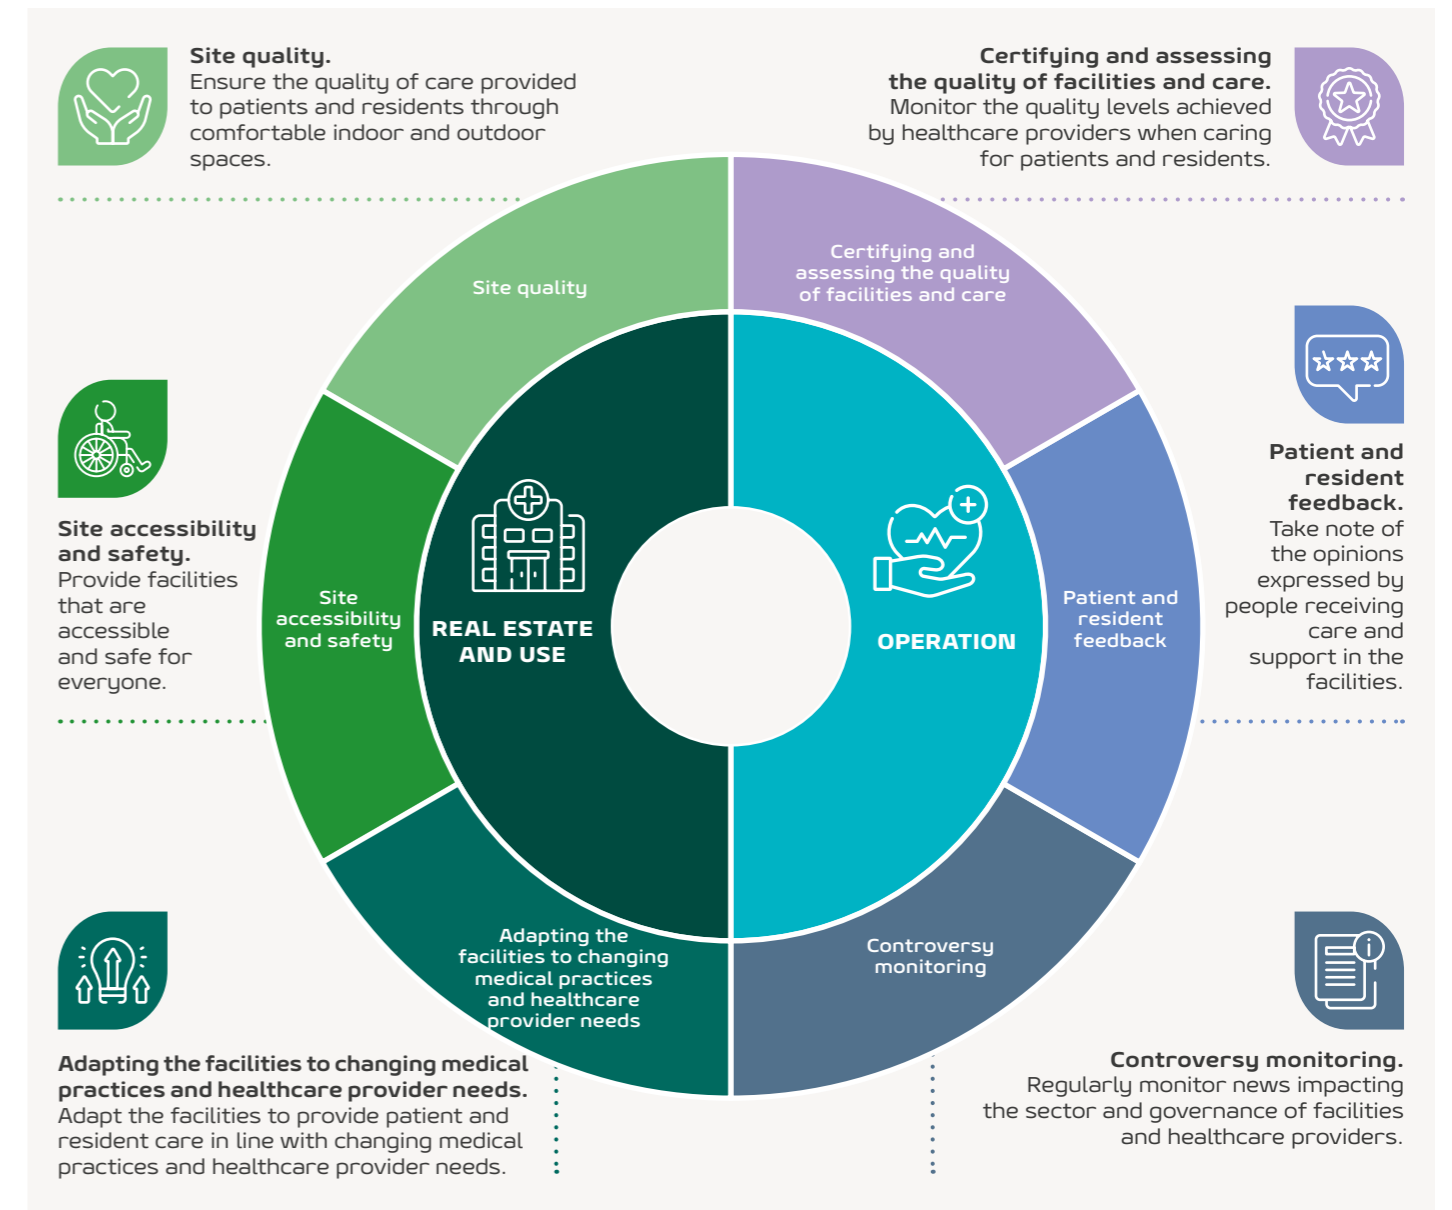 Site quality.
Ensure the quality of care provided
to patients and residents through
comfortable indoor and outdoor
spaces.
Certifying and assessing
the quality of facilities and care.
Monitor the quality levels achieved
by healthcare providers when caring
for patients and residents.
Site quality
Certifying and
assessing the quality
of facilities and care
Site accessibility
and safety.
Provide facilities
that are
accessible
and safe for
everyone.
Site
accessibility
and safety
REAL ESTATE
AND USE
OPERATION
Patient and
resident
feedback
Patient and
resident
feedback.
Take note of
the opinions
expressed by
people receiving
care and
support in the
facilities.
Adapting the
facilities to changing
medical practices
and healthcare
provider needs
Controversy
monitoring
Adapting the facilities to changing medical
practices and healthcare provider needs.
Adapt the facilities to provide patient and
resident care in line with changing medical
practices and healthcare provider needs.
Controversy monitoring.
Regularly monitor news impacting
the sector and governance of facilities
and healthcare providers.